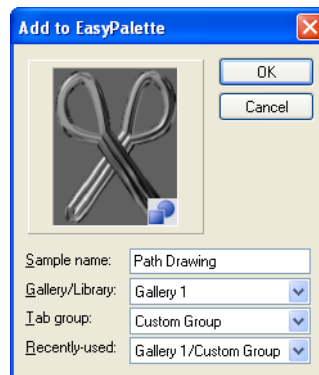 Add to EasyPalette
OK
Cancel
Sample name: Path Drawing
Gallery/Library: Gallery 1
Tab group: Custom Group
Recently-used: Gallery 1/Custom Group